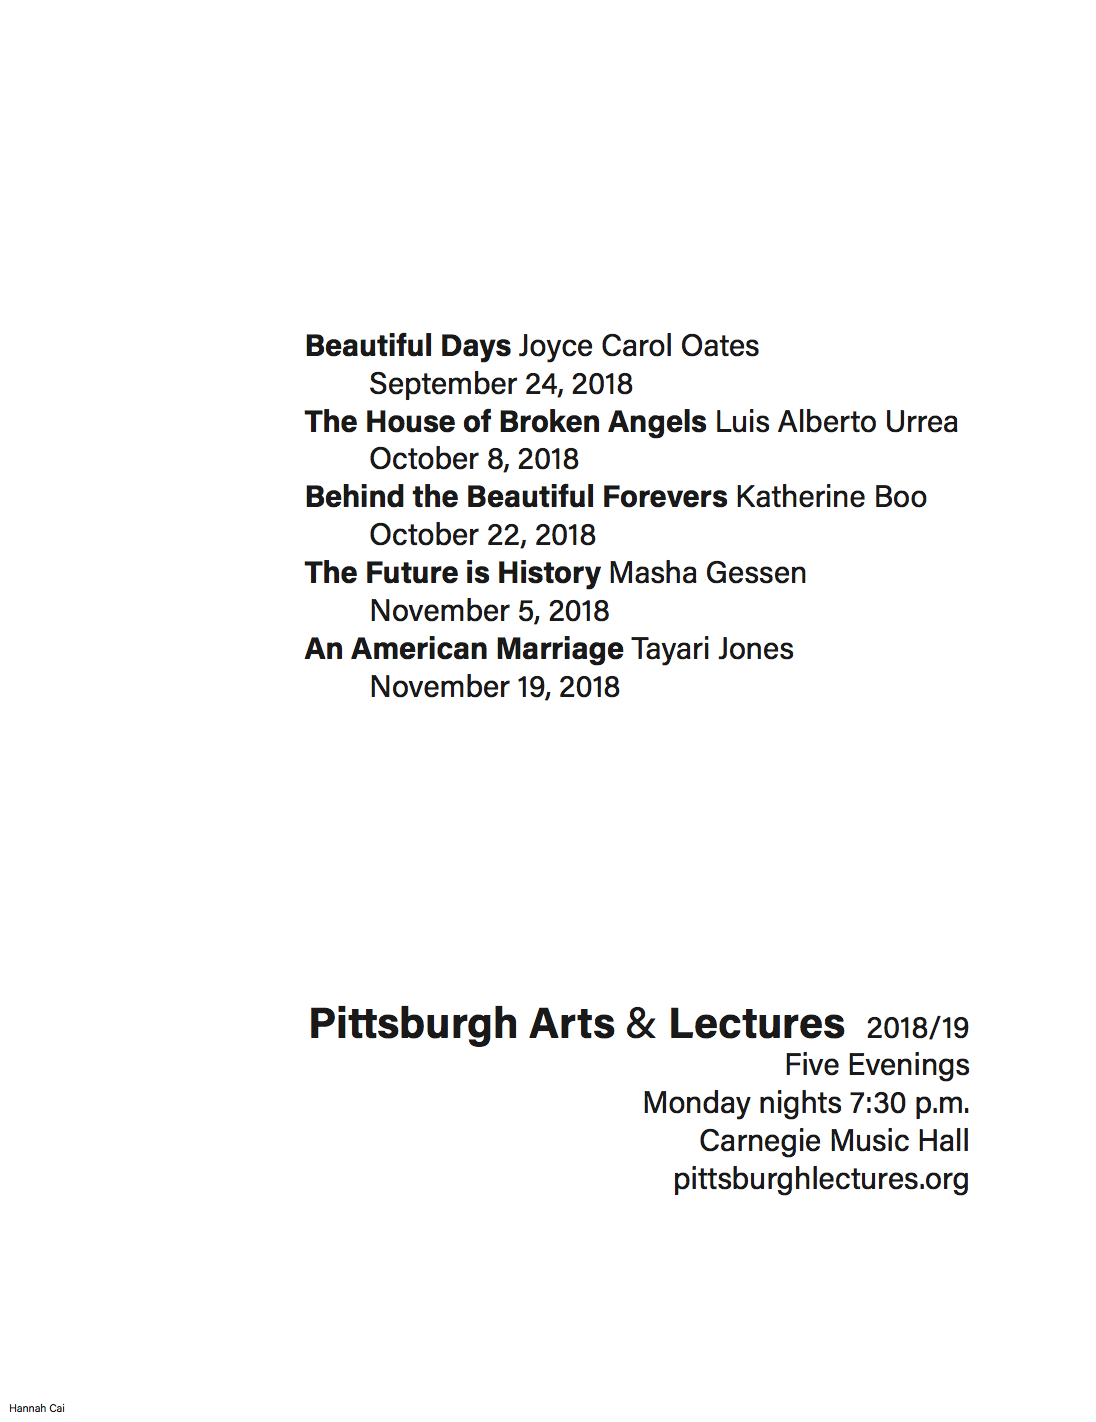 Beautiful Days Joyce Carol Oates
September 24, 2018
The House of Broken Angels Luis Alberto Urrea
October 8, 2018
Behind the Beautiful Forevers Katherine Boo
October 22, 2018
The Future is History Masha Gessen
November 5, 2018
An American Marriage Tayari Jones
November 19, 2018
Pittsburgh Arts & Lectures 2018/19
Five Evenings
Monday nights 7:30 p.m.
Carnegie Music Hall
pittsburghlectures.org
Hannah Cai